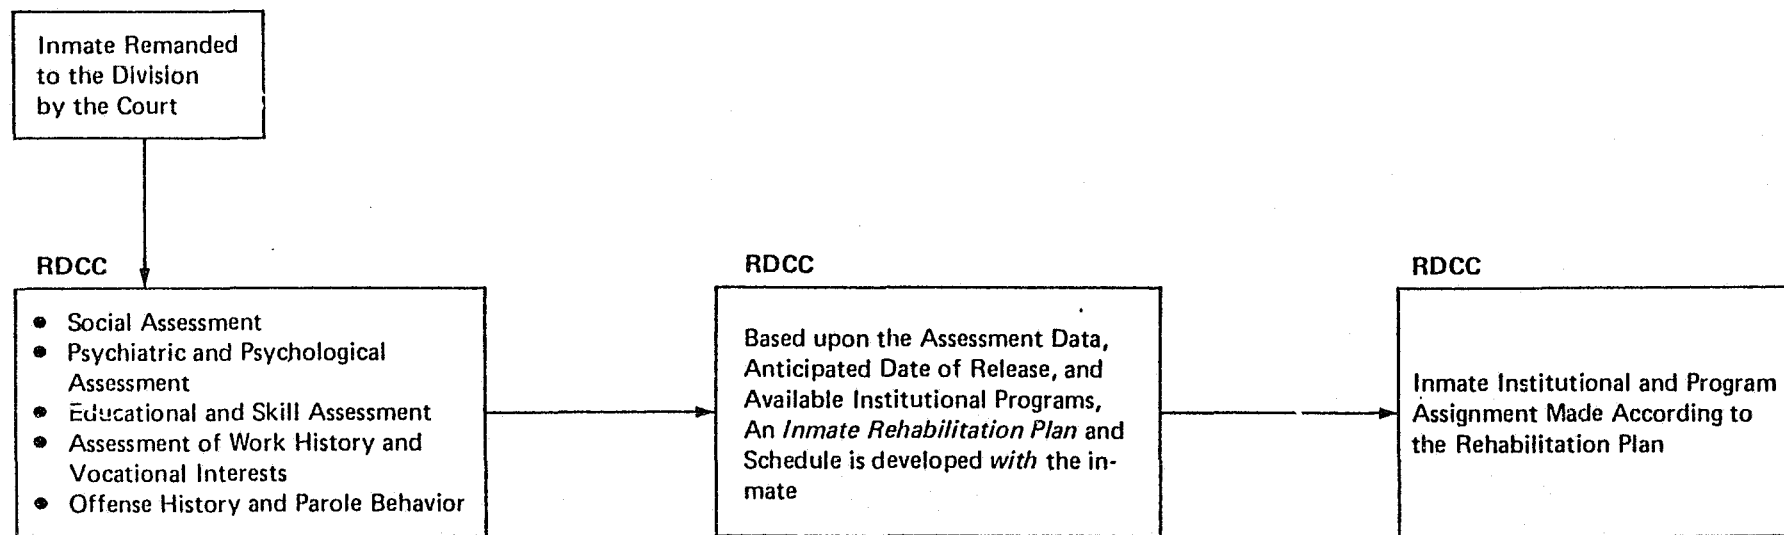 Inmate Remanded
to the Division
by the Court
RDCC
● Social Assessment
● Psychiatric and Psychological
Assessment
● Educational and Skill Assessment
● Assessment of Work History and
Vocational Interests
● Offense History and Parole Behavior
RDCC
Based upon the Assessment Data,
Anticipated Date of Release, and
Available Institutional Programs,
An Inmate Rehabilitation Plan and
Schedule is developed with the in-
mate
RDCC
Inmate Institutional and Program
Assignment Made According to
the Rehabilitation Plan